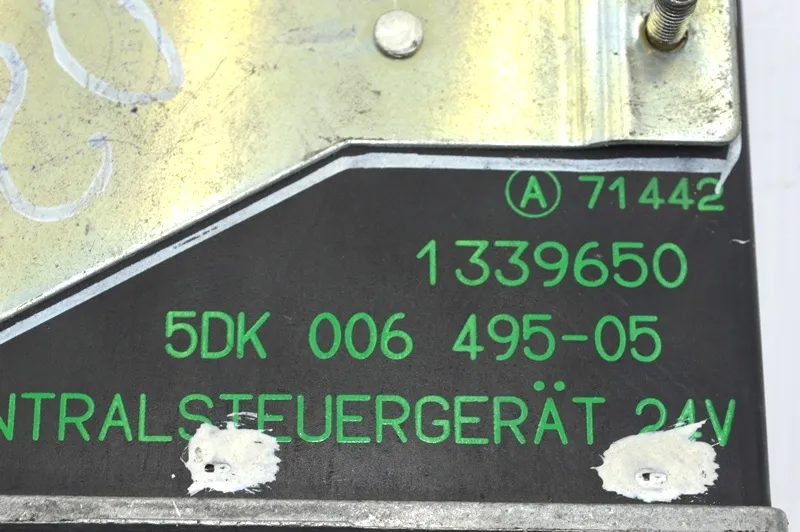 Ⓐ 71442
1339650
5DK 006 495-05
NTRALSTEUERGERÄT 24V